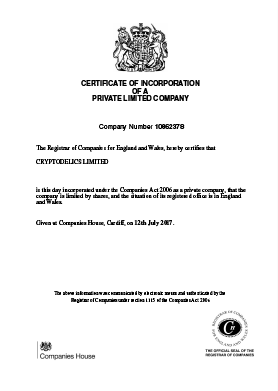 CERTIFICATE OF INCORPORATION
OF A
PRIVATE LIMITED COMPANY
Company Number 10862378
The Registrar of Companies for England and Wales, hereby certifies that
CRYPTODELICS LIMITED
is this day incorporated under the Companies Act 2006 as a private company, that the
company is limited by shares, and the situation of its registered office is in England
and Wales.
Given at Companies House, Cardiff, on 12th July 2017.
The above information was communicated by electronic means and authenticated by the
Registrar of Companies under section 1115 of the Companies Act 2006
Companies House
THE OFFICIAL SEAL OF THE
REGISTRAR OF COMPANIES